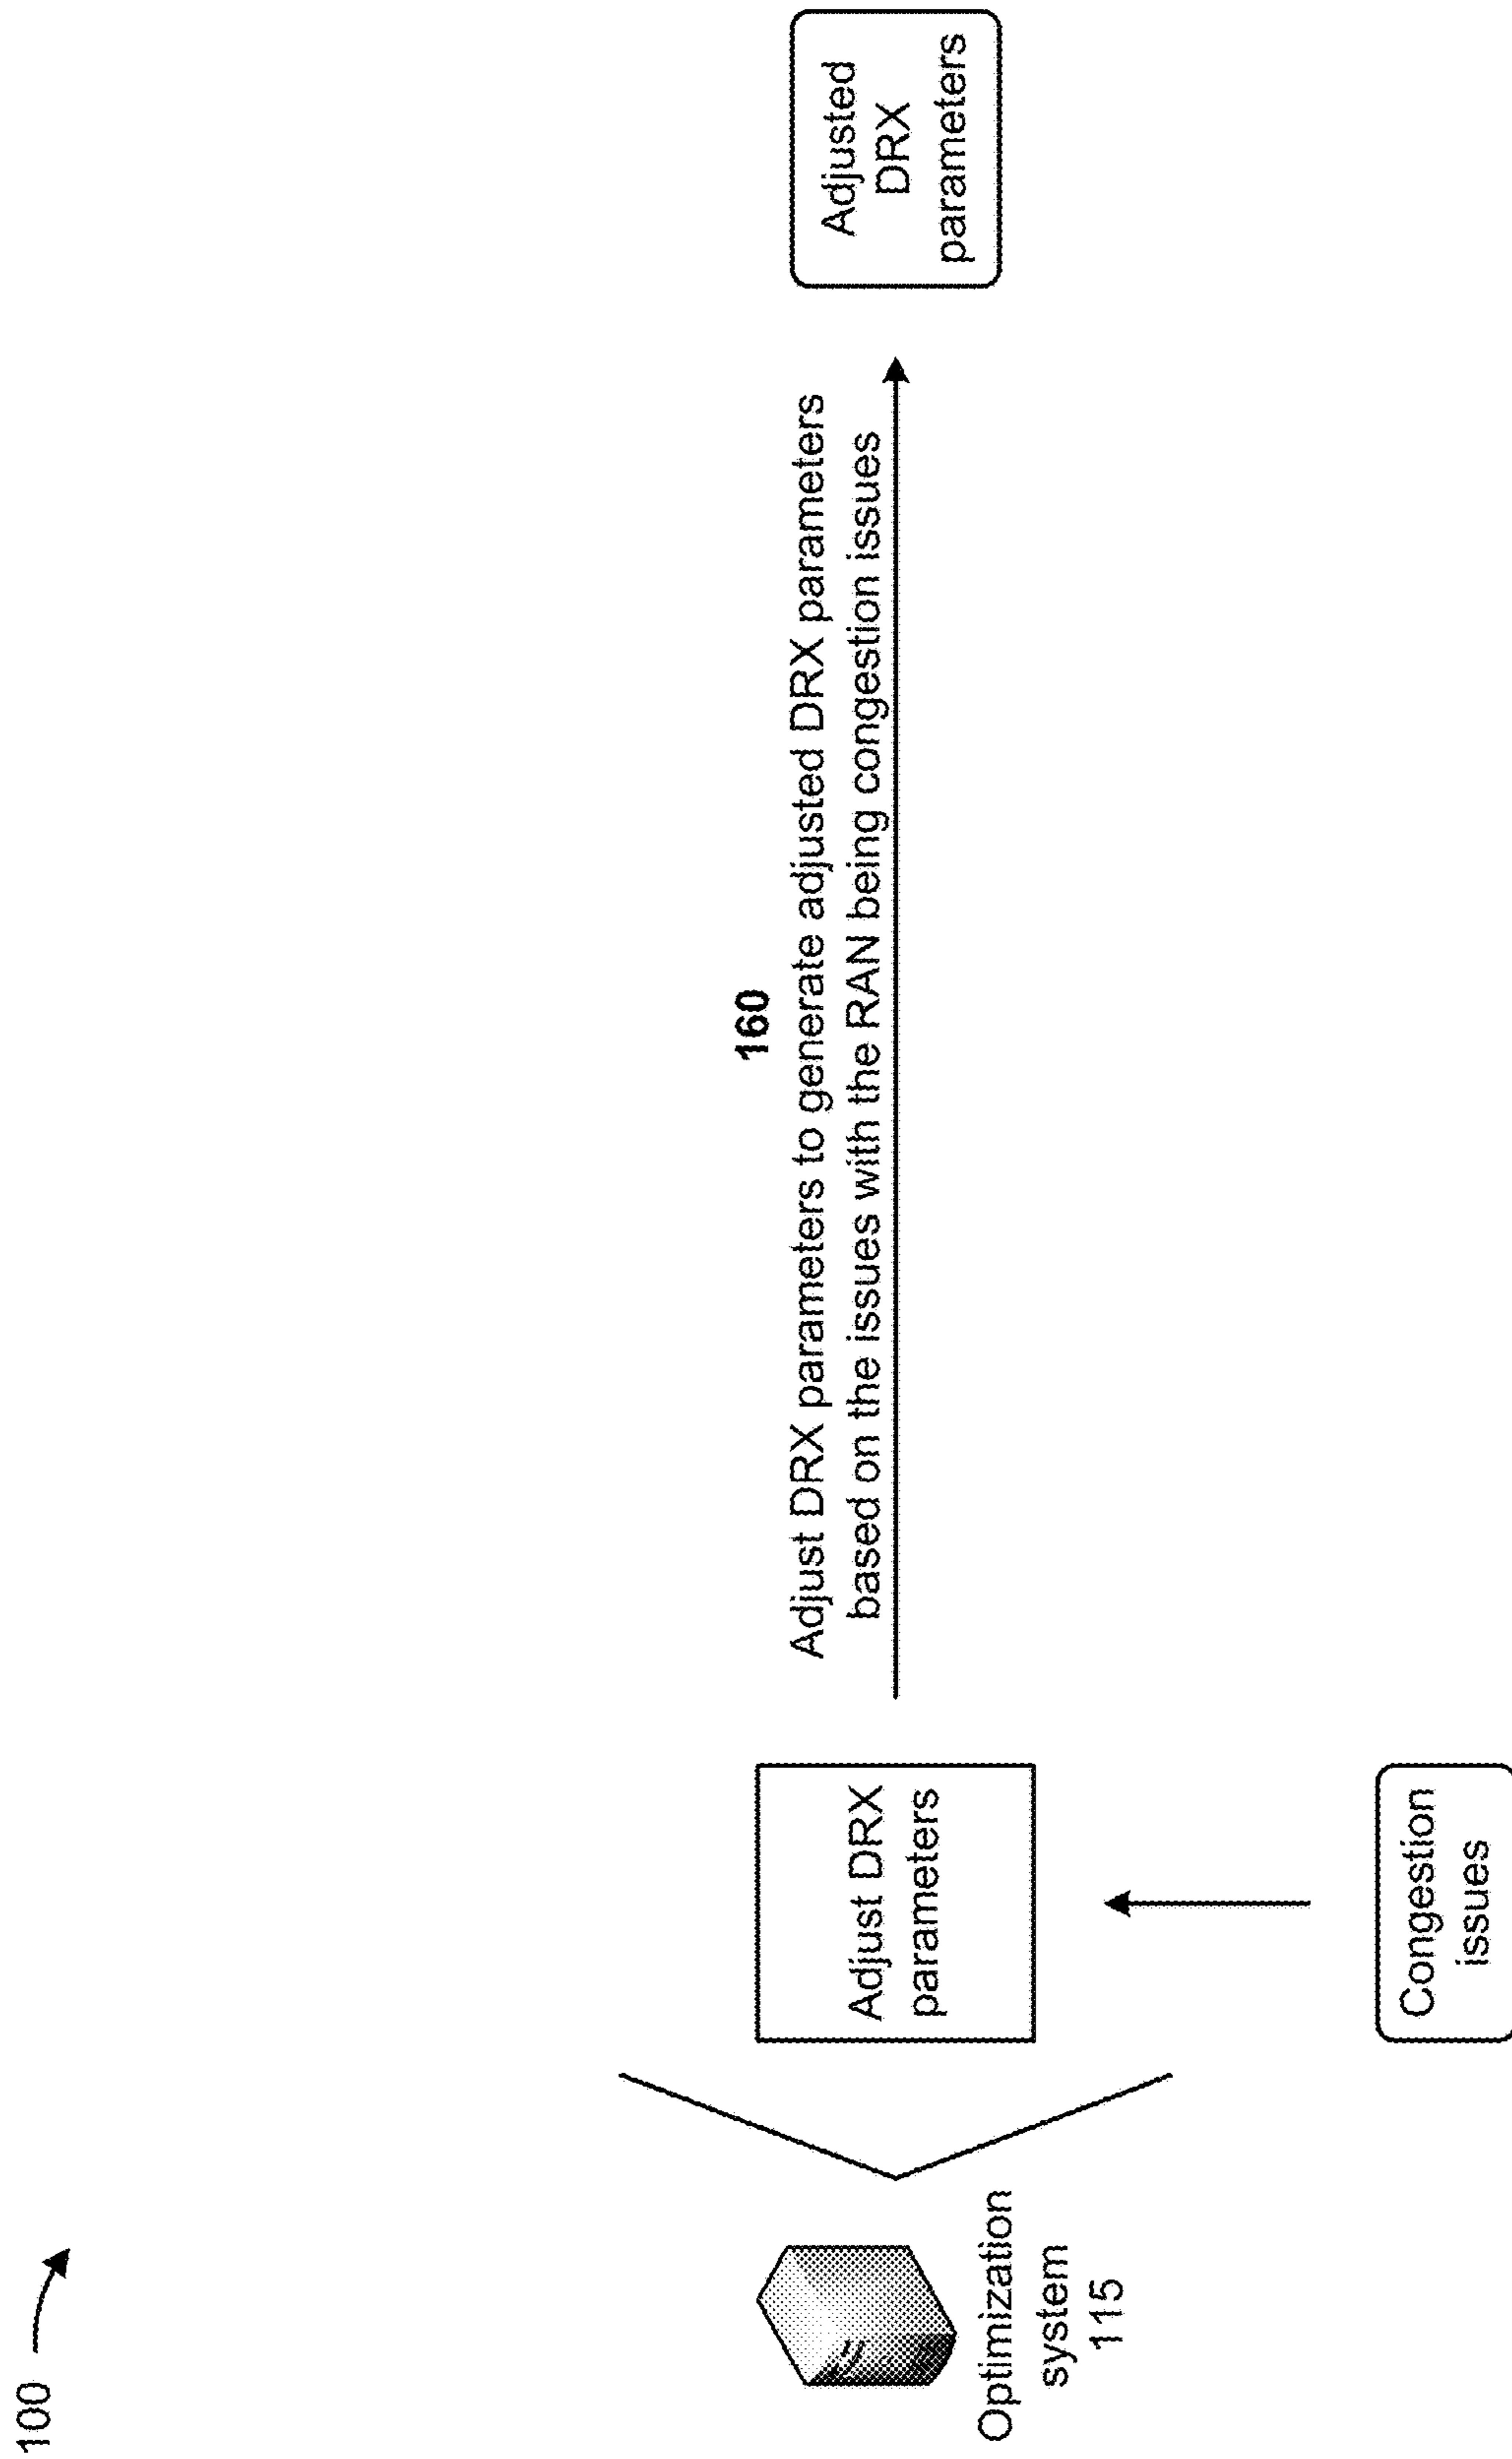 100
160
Adjust DRX parameters to generate adjusted DRX parameters
based on the issues with the RAN being congestion issues
Optimization
system
115
Adjust DRX
parameters
Adjusted
DRX
parameters
Congestion
issues